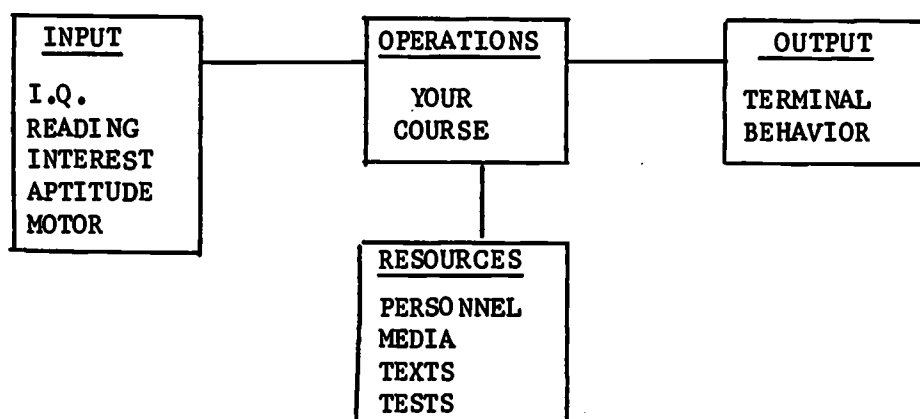 INPUT
I.Q.
READING
INTEREST
APTITUDE
MOTOR
OPERATIONS
YOUR
COURSE
OUTPUT
TERMINAL
BEHAVIOR
RESOURCES
PERSONNEL
MEDIA
TEXTS
TESTS